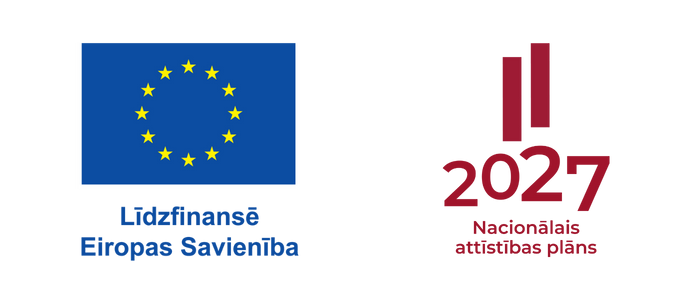 Līdzfinansē
Eiropas Savienība
2027
Nacionālais
attīstības plāns